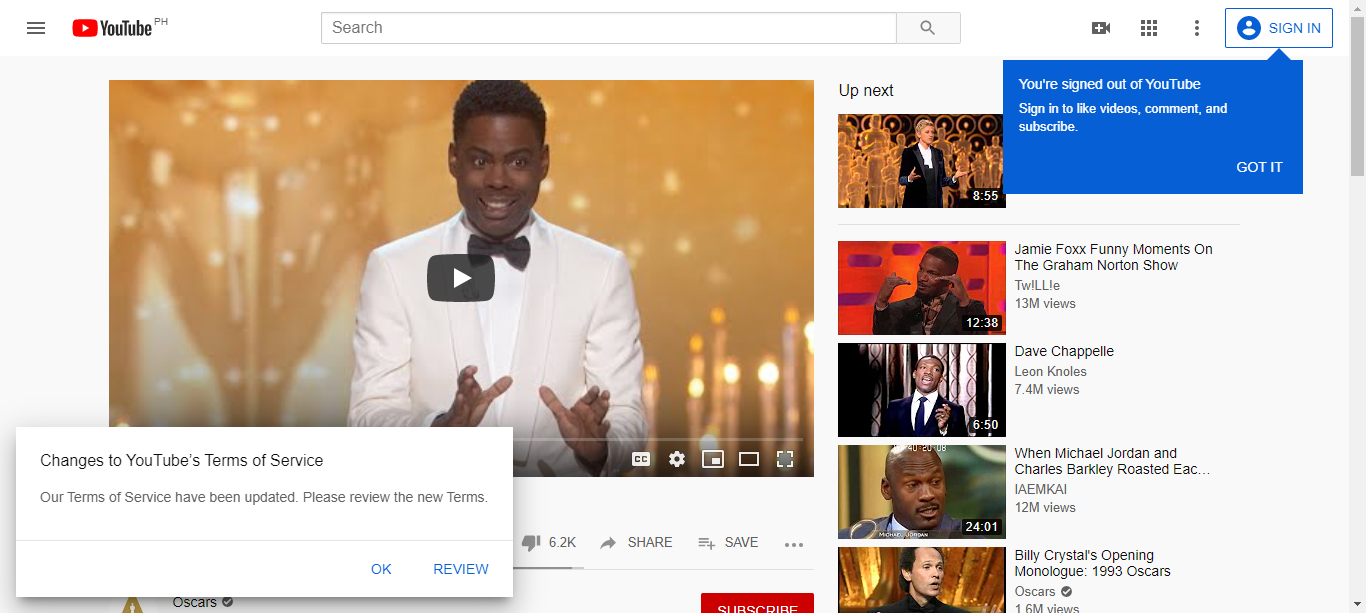 YouTube PH
Search
SIGN IN
You're signed out of YouTube
Sign in to like videos, comment, and
subscribe.
GOT IT
Up next
8:55
Jamie Foxx Funny Moments On
The Graham Norton Show
Tw!LL!e
13M views
12:38
Dave Chappelle
Leon Knoles
7.4M views
6:50
When Michael Jordan and
Charles Barkley Roasted Eac…
IAEMKAI
12M views
MICHAEL JORDAN
24:01
Billy Crystal's Opening
Monologue: 1993 Oscars
Oscars
1.6M views
CC
Changes to YouTube’s Terms of Service
Our Terms of Service have been updated. Please review the new Terms.
OK REVIEW
6.2K SHARE SAVE
Oscars
SUBSCRIBE